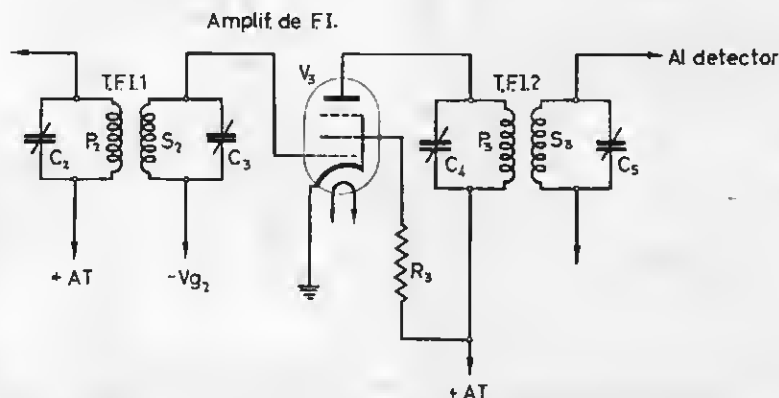 Amplif. de F.I.
T.F.I.1
V₃
T.F.I.2
Al detector
C₂
P₂
S₂
C₃
C₄
P₃
S₃
C₅
R₃
+ AT
-Vg₂
+ AT